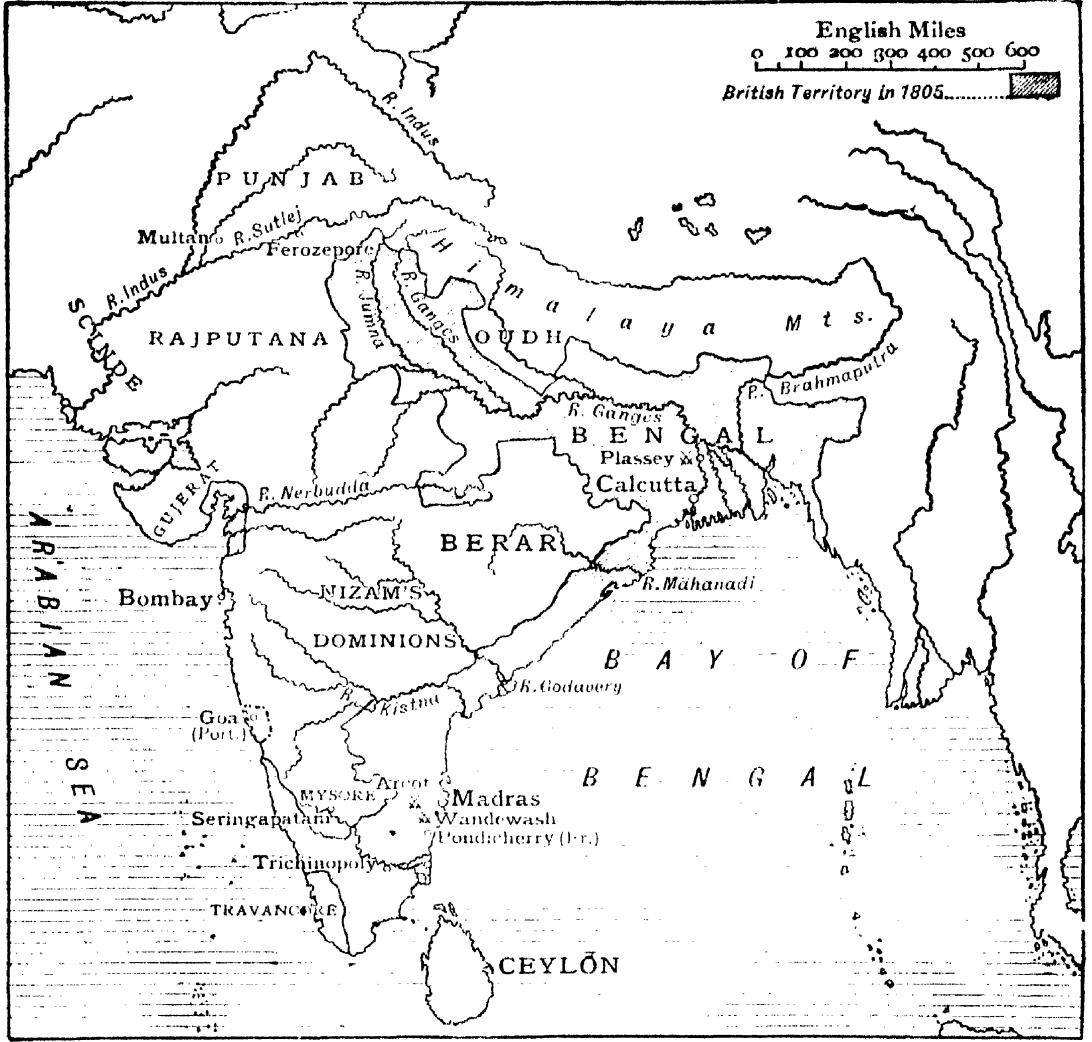 English Miles
0 100 200 300 400 500 600
British Territory in 1805
R. Indus
PUNJAB
Multan
R. Sutlej
Ferozepore
R. Indus
Himalaya Mts.
SCINDE
RAJPUTANA
R. Jumna
R. Ganges
OUDH
R. Brahmaputra
R. Ganges
BENGAL
Plassey
Calcutta
GUJERAT
R. Nerbudda
BERAR
R. Mahanadi
ARABIAN SEA
Bombay
NIZAM'S
DOMINIONS
BAY OF
BENGAL
R. Godavery
R. Kistna
Goa
(Port.)
Arcot
MYSORE
Madras
Seringapatam
Wandewash
Pondicherry (Fr.)
Trichinopoly
TRAVANCORE
CEYLON